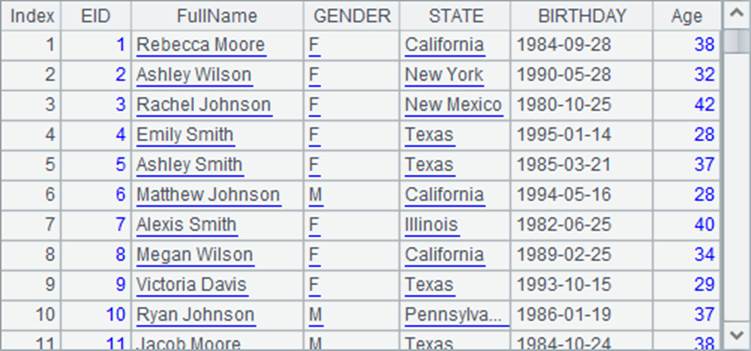 Index EID FullName GENDER STATE BIRTHDAY Age
1 1 Rebecca Moore F California 1984-09-28 38
2 2 Ashley Wilson F New York 1990-05-28 32
3 3 Rachel Johnson F New Mexico 1980-10-25 42
4 4 Emily Smith F Texas 1995-01-14 28
5 5 Ashley Smith F Texas 1985-03-21 37
6 6 Matthew Johnson M California 1994-05-16 28
7 7 Alexis Smith F Illinois 1982-06-25 40
8 8 Megan Wilson F California 1989-02-25 34
9 9 Victoria Davis F Texas 1993-10-15 29
10 10 Ryan Johnson M Pennsylva... 1986-01-19 37
11 11 Jacob Moore M Texas 1984-10-24 38